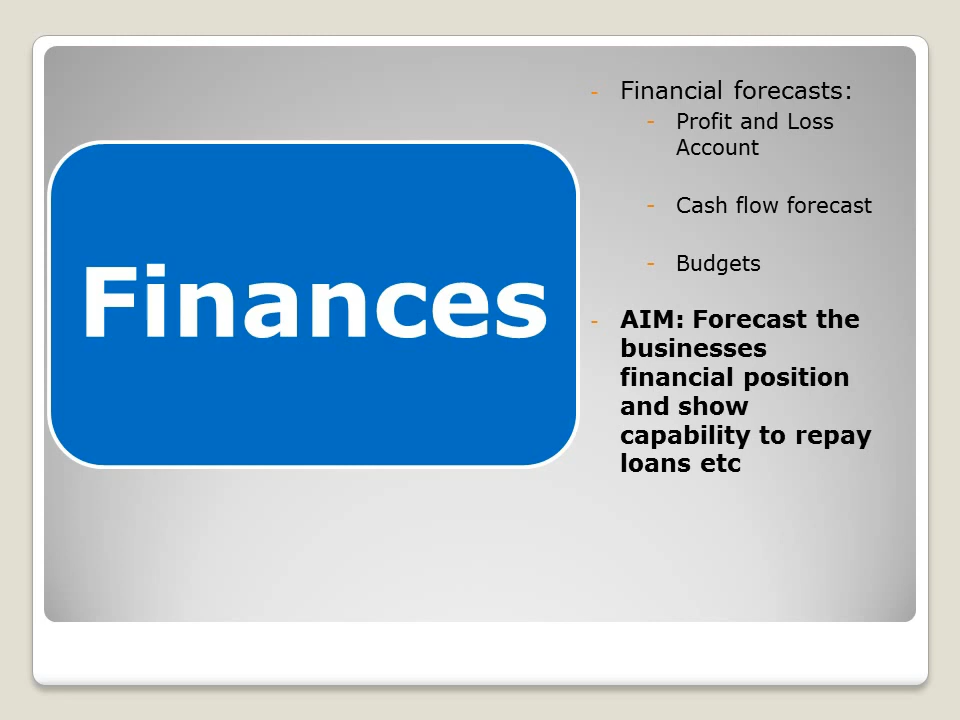 Finances
- Financial forecasts:
- Profit and Loss
Account
- Cash flow forecast
- Budgets
- AIM: Forecast the
businesses
financial position
and show
capability to repay
loans etc